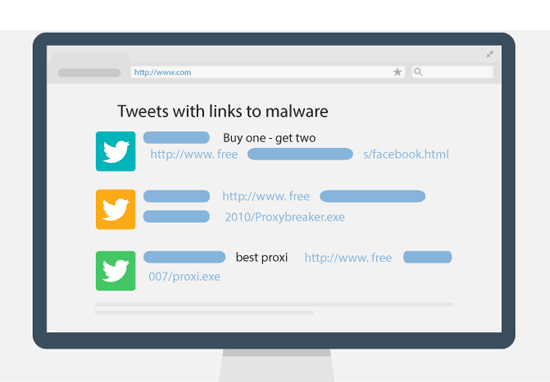 http://www.com
Tweets with links to malware
Buy one - get two
http://www. free s/facebook.html
http://www. free
2010/Proxybreaker.exe
best proxi http://www. free
007/proxi.exe